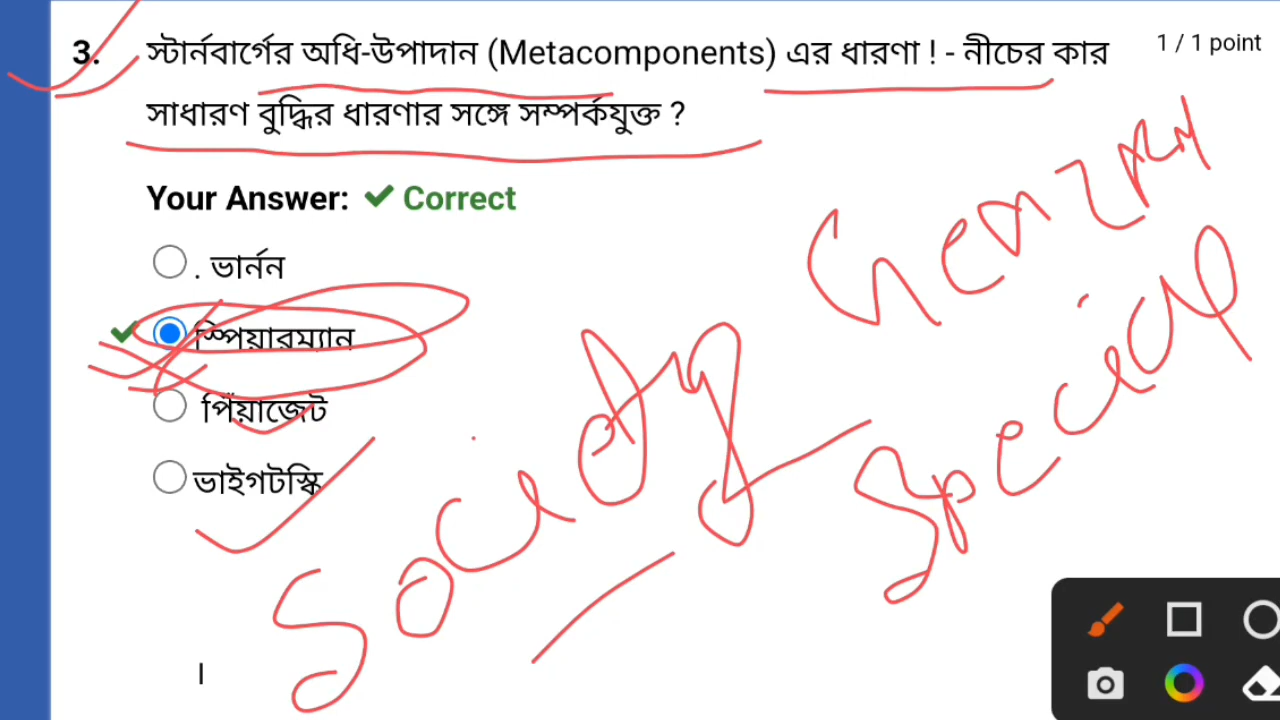 3. স্টার্নবার্গের অধি-উপাদান (Metacomponents) এর ধারণা ! - নীচের কার
1 / 1 point
সাধারণ বুদ্ধির ধারণার সঙ্গে সম্পর্কযুক্ত ?
Your Answer: ✔ Correct
. ভার্নন
স্পিয়ারম্যান
পিঁয়াজেট
ভাইগটস্কি
Society
Special